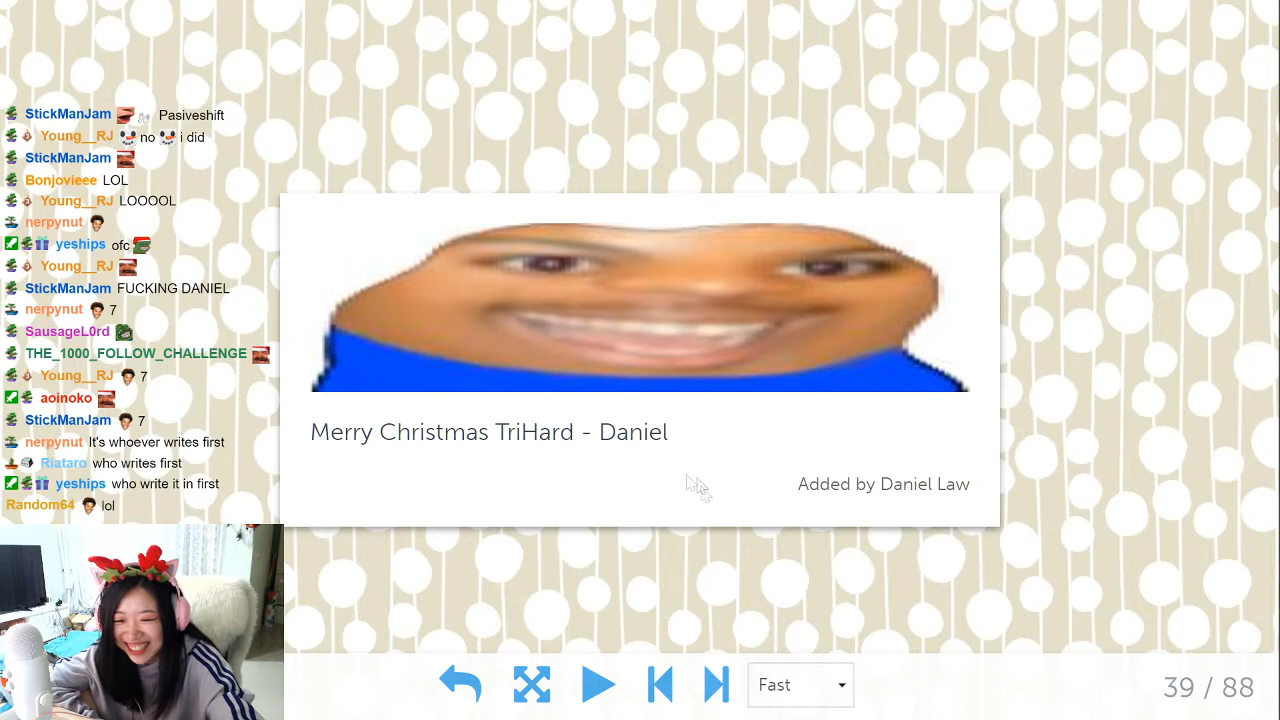 StickManJam Pasiveshift
Young__RJ no i did
StickManJam
Bonjovieee LOL
Young__RJ LOOOOL
nerpynut
yeships ofc
Young__RJ
StickManJam FUCKING DANIEL
nerpynut 7
SausageL0rd
THE_1000_FOLLOW_CHALLENGE
Young__RJ 7
aoinoko
StickManJam 7
nerpynut It's whoever writes first
Riataro who writes first
yeships who write it in first
Random64 lol
Merry Christmas TriHard - Daniel
Added by Daniel Law
Fast
39 / 88